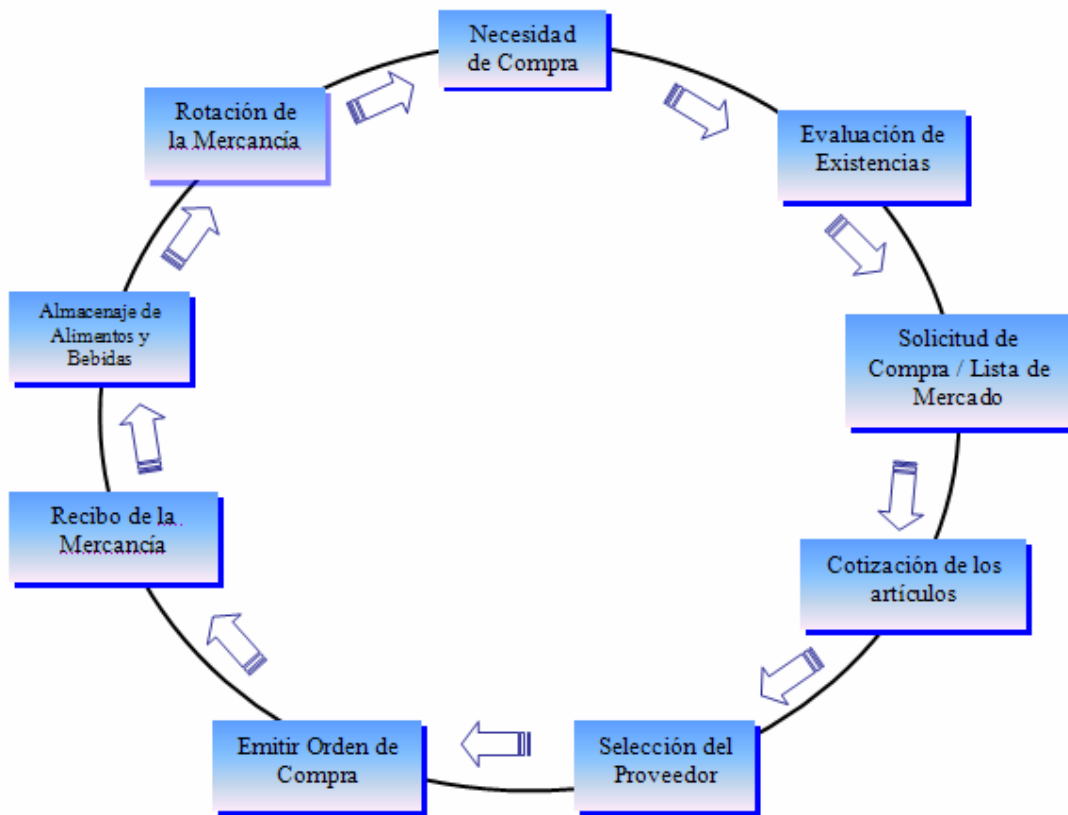 Necesidad
de Compra
Evaluación de
Existencias
Solicitud de
Compra / Lista de
Mercado
Cotización de los
artículos
Selección del
Proveedor
Emitir Orden de
Compra
Recibo de la
Mercancía
Almacenaje de
Alimentos y
Bebidas
Rotación de
la Mercancía